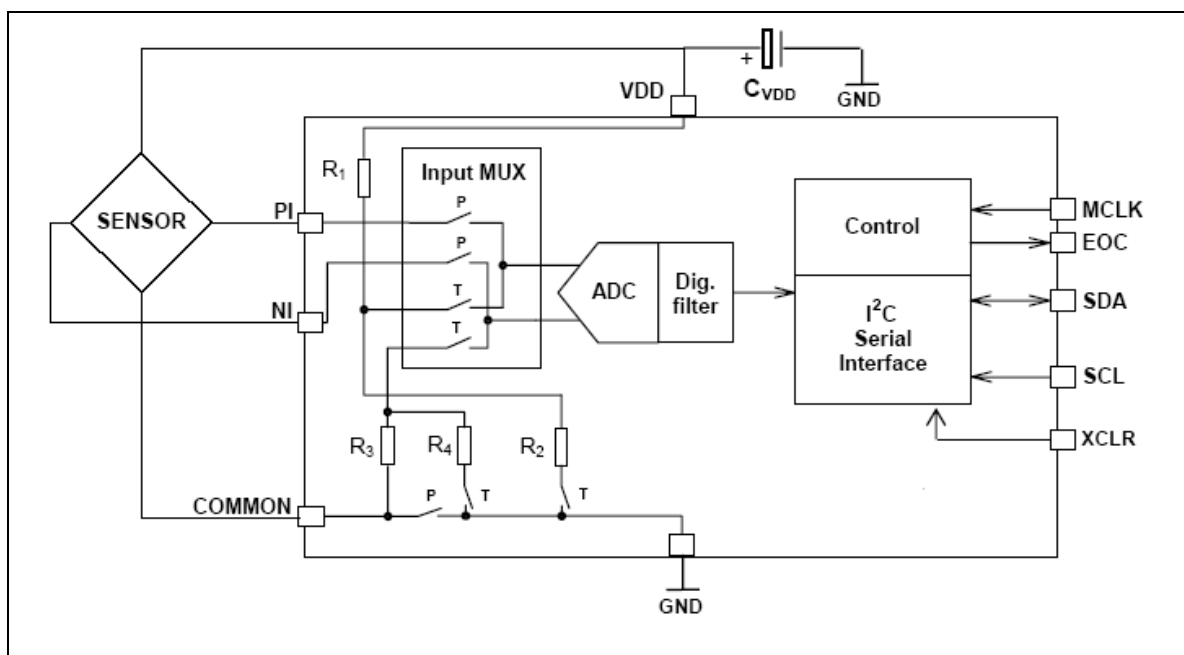 VDD
+
C_VDD
GND
R₁
Input MUX
P
PI
SENSOR
P
NI
T
T
ADC
Dig.
filter
Control
I²C
Serial
Interface
MCLK
EOC
SDA
SCL
XCLR
R₃
R₄
R₂
COMMON
P
T
T
GND